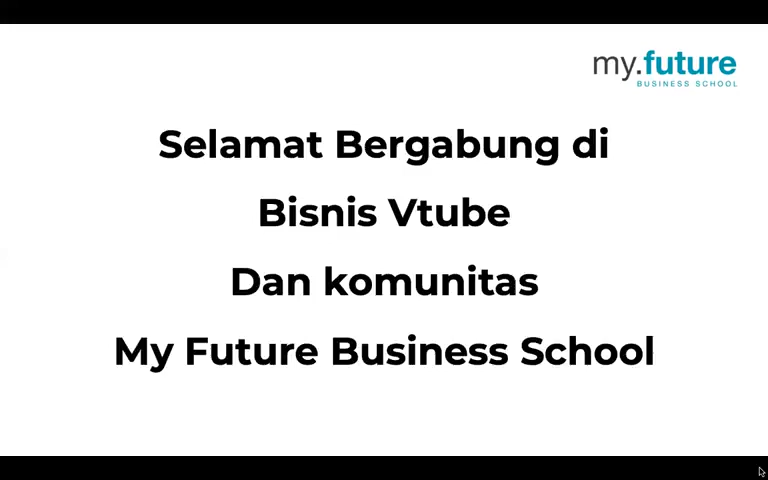 my.future
BUSINESS SCHOOL
Selamat Bergabung di
Bisnis Vtube
Dan komunitas
My Future Business School